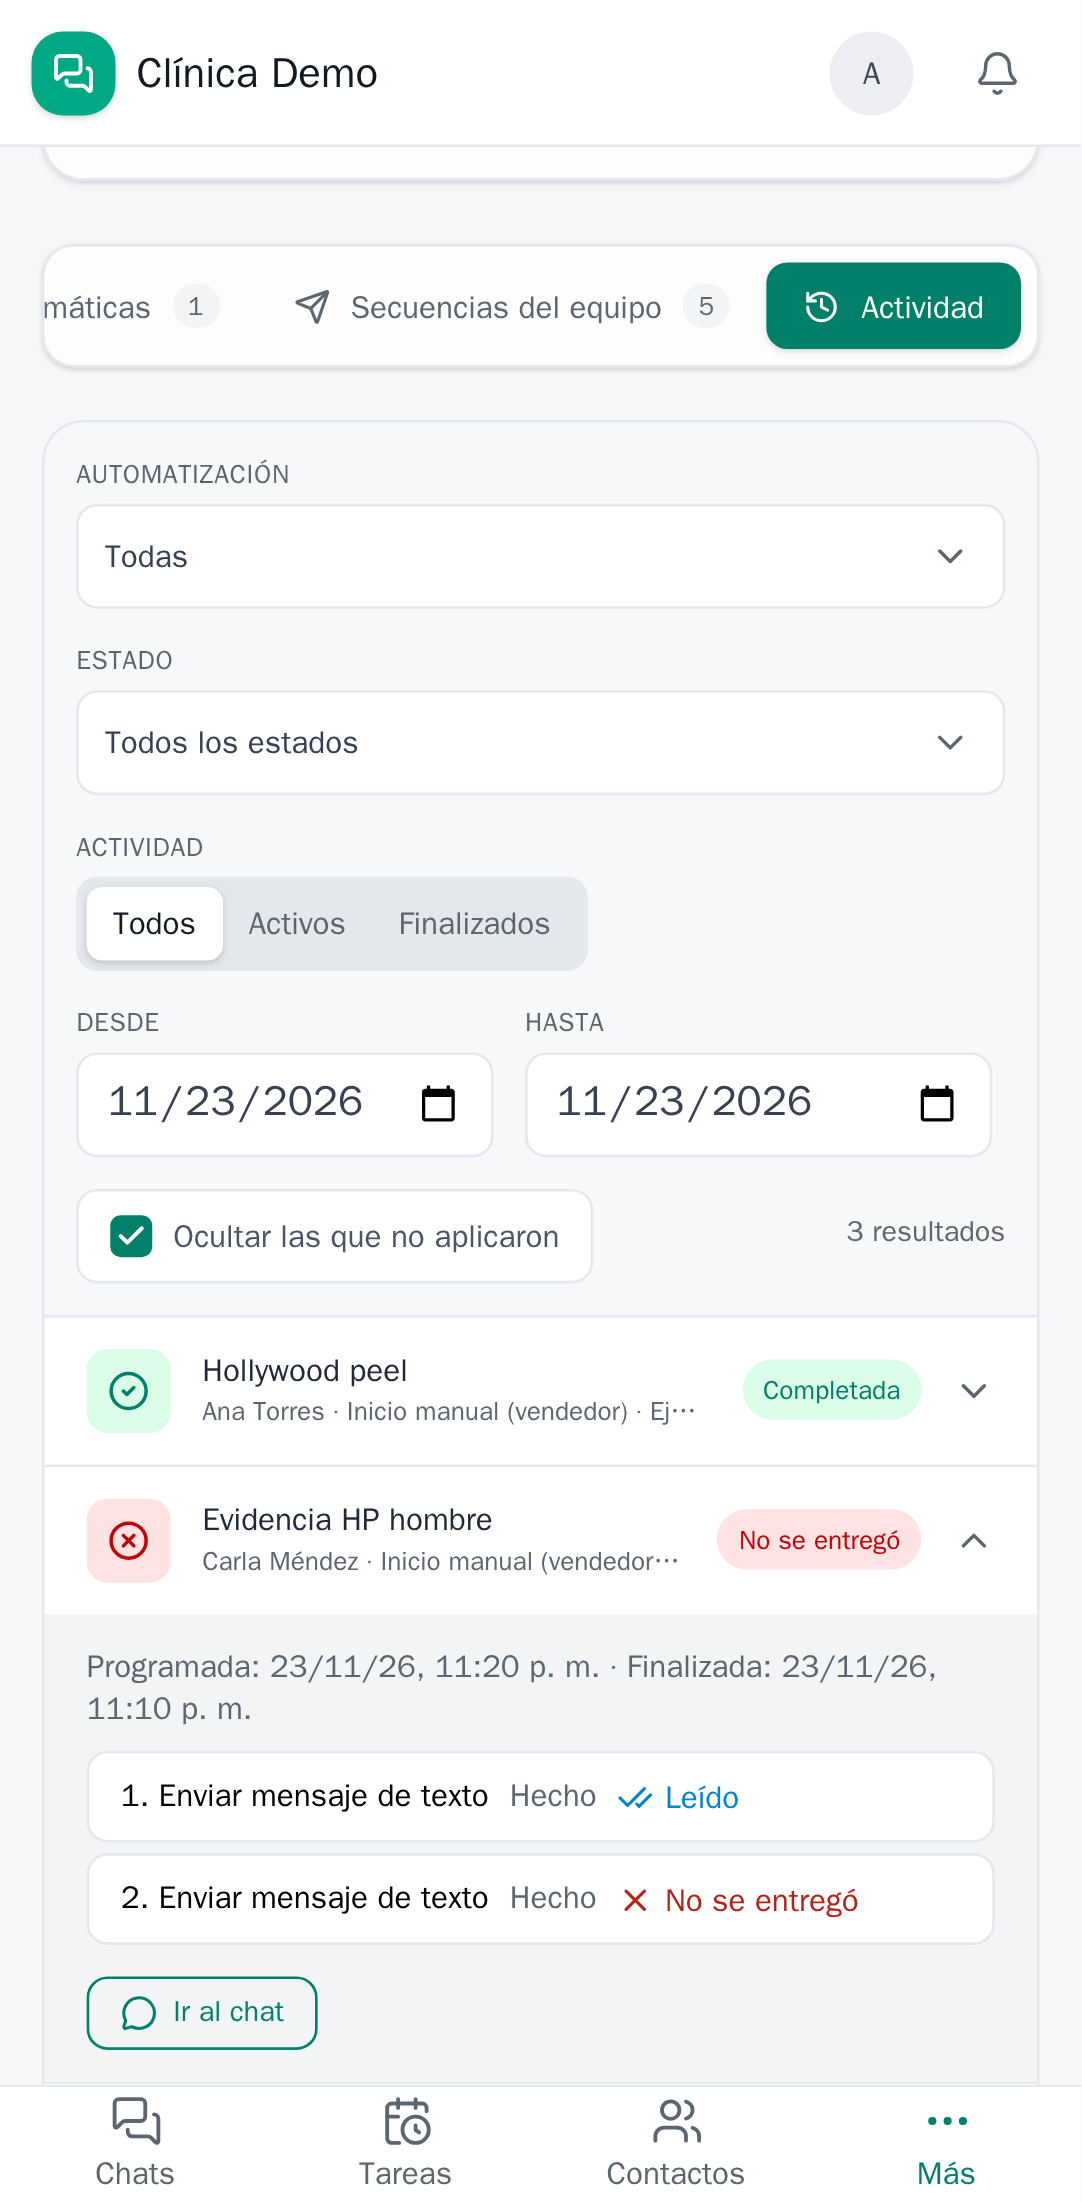 Clínica Demo
A
máticas 1
Secuencias del equipo 5
Actividad
AUTOMATIZACIÓN
Todas
ESTADO
Todos los estados
ACTIVIDAD
Todos Activos Finalizados
DESDE HASTA
11/23/2026 11/23/2026
Ocultar las que no aplicaron
3 resultados
Hollywood peel
Ana Torres · Inicio manual (vendedor) · Ej...
Completada
Evidencia HP hombre
Carla Méndez · Inicio manual (vendedor...
No se entregó
Programada: 23/11/26, 11:20 p. m. · Finalizada: 23/11/26,
11:10 p. m.
1. Enviar mensaje de texto Hecho Leído
2. Enviar mensaje de texto Hecho No se entregó
Ir al chat
Chats Tareas Contactos Más